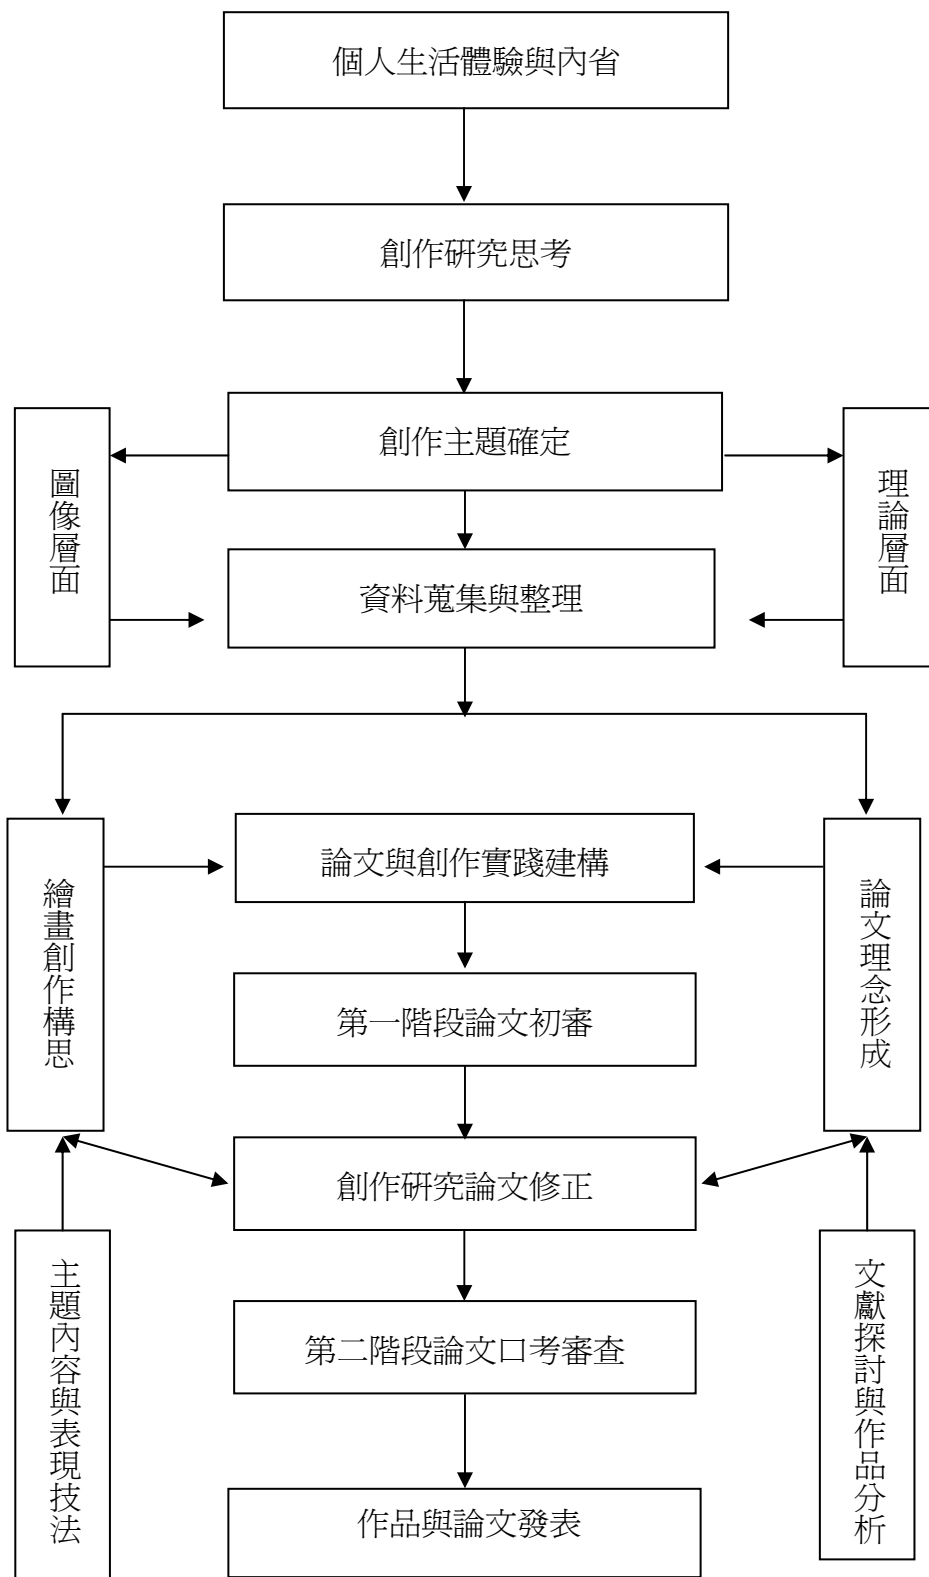 個人生活體驗與內省
創作研究思考
創作主題確定
圖像層面
理論層面
資料蒐集與整理
繪畫創作構思
論文與創作實踐建構
論文理念形成
第一階段論文初審
創作研究論文修正
主題內容與表現技法
第二階段論文口考審查
文獻探討與作品分析
作品與論文發表